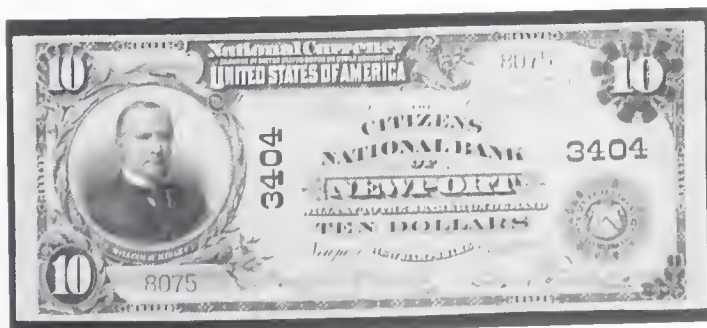 10
National Currency
UNITED STATES OF AMERICA
8075
10
3404
THE
CITIZENS
NATIONAL BANK
OF
NEWPORT
3404
TEN DOLLARS
10
8075